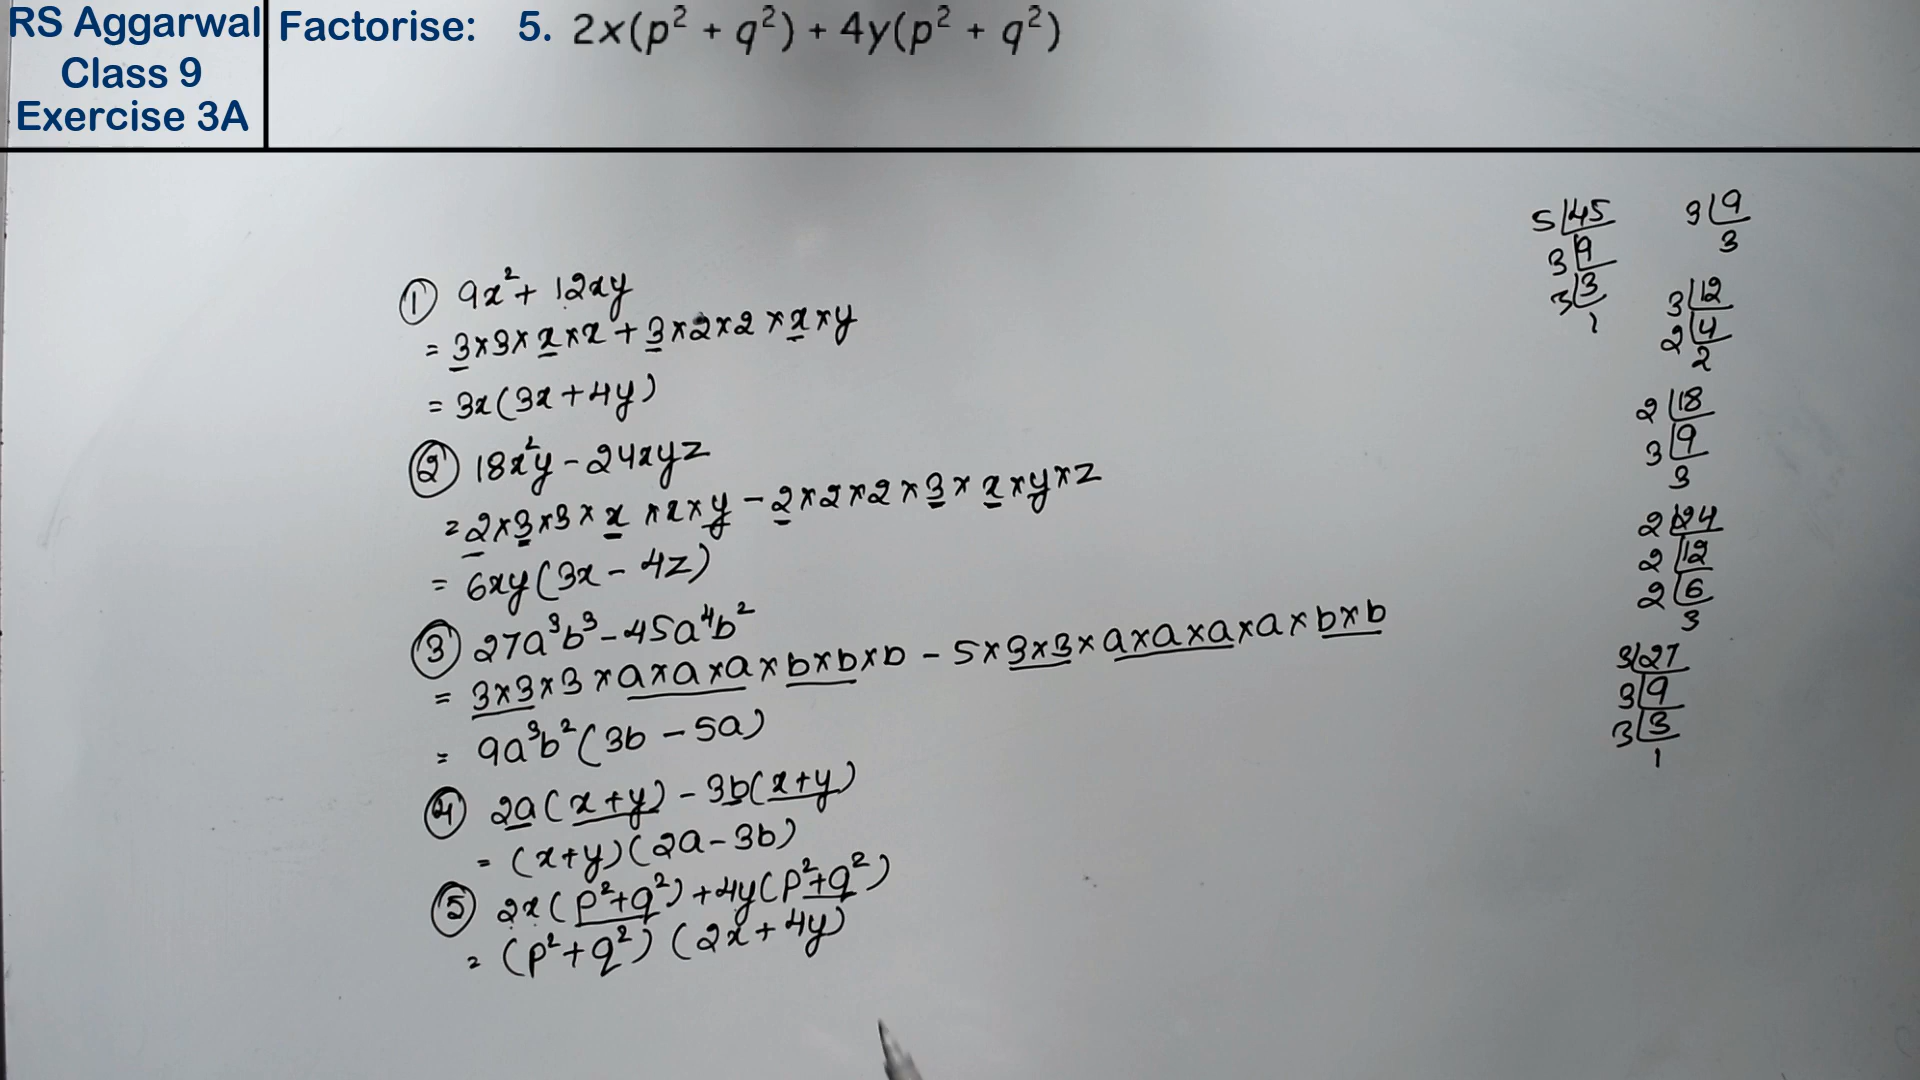 RS Aggarwal
Class 9
Exercise 3A
Factorise: 5. 2x(p² + q²) + 4y(p² + q²)
① 9x² + 12xy
= 3×3×x×x + 3×2×2×x×y
= 3x(3x+4y)
② 18x²y - 24xyz
= 2×3×3×x×x×y - 2×2×2×3×x×y×z
= 6xy(3x - 4z)
③ 27a³b³ - 45a⁴b²
= 3×3×3×a×a×a×b×b×b - 5×3×3×a×a×a×a×b×b
= 9a³b²(3b - 5a)
④ 2a(x+y) - 3b(x+y)
= (x+y)(2a-3b)
⑤ 2x(p²+q²)+4y(p²+q²)
= (p²+q²) (2x+4y)
5 45
3 9
3 3
1
3 9
3
3 12
2 4
2
2 18
3 9
3
2 24
2 12
2 6
3
3 27
3 9
3 3
1